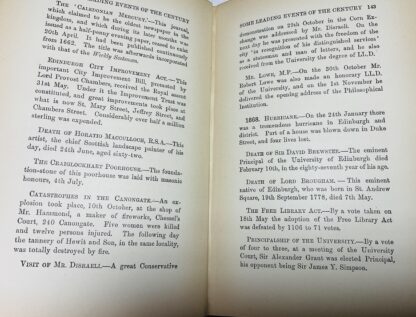 LEADING EVENTS OF THE CENTURY
THE "CALEDONIAN MERCURY."—This journal,
claimed to be the oldest newspaper in the
kingdom, and which during its later months was
issued as a half-penny evening paper, ceased on
20th April. It had been published continuously
from 1662. The title was afterwards incorporated
with that of the Weekly Scotsman.
EDINBURGH CITY IMPROVEMENT ACT.—This
important City Improvement Bill, promoted by
Lord Provost Chambers, received the Royal assent
31st May. Under it the Improvement Trust was
constituted, and great improvements took place in
what is now St. Mary Street, Jeffrey Street, and
Chambers Street. Considerably over half a million
sterling was expended.
DEATH OF HORATIO MACCULLOCH, R.S.A.—This
artist, the chief Scottish landscape painter of his
day, died 24th June, aged sixty-two.
THE CRAIGLOCKHART POORHOUSE.—The founda-
tion-stone of this poorhouse was laid with masonic
honours, 4th July.
CATASTROPHES IN THE CANONGATE.—An ex-
plosion took place, 10th October, at the shop of
Mr. Hammond, a maker of fireworks, Chessel's
Court, 240 Canongate. Five women were killed
and twelve persons injured. The following day
the tannery of Hewit and Son, in the same locality,
was totally destroyed by fire.
VISIT OF MR. DISRAELI.—A great Conservative
SOME LEADING EVENTS OF THE CENTURY 143
demonstration on 29th October in the Corn Ex-
change was addressed by Mr. Disraeli. On the
next day he was presented with the freedom of the
city "in recognition of his distinguished services"
as a statesman and man of letters, and he also
received from the University the degree of LL.D.
MR. LOWE, M.P.—On the 30th October Mr.
Robert Lowe was also made an honorary LL.D.
of the University, and on the 1st November he
delivered the opening address of the Philosophical
Institution.
1868. HURRICANE.—On the 24th January there
was a tremendous hurricane in Edinburgh and
district. Part of a house was blown down in Duke
Street, and four lives lost.
DEATH OF SIR DAVID BREWSTER.—The eminent
Principal of the University of Edinburgh died
February 10th, in the eighty-seventh year of his age.
DEATH OF LORD BROUGHAM.—This eminent
native of Edinburgh, who was born in St. Andrew
Square, 19th September 1778, died 7th May.
THE FREE LIBRARY ACT.—By a vote taken on
18th May the adoption of the Free Library Act
was defeated by 1106 to 71 votes.
PRINCIPALSHIP OF THE UNIVERSITY.—By a vote
of four to three, at a meeting of the University
Court, Sir Alexander Grant was elected Principal,
his opponent being Sir James Y. Simpson.